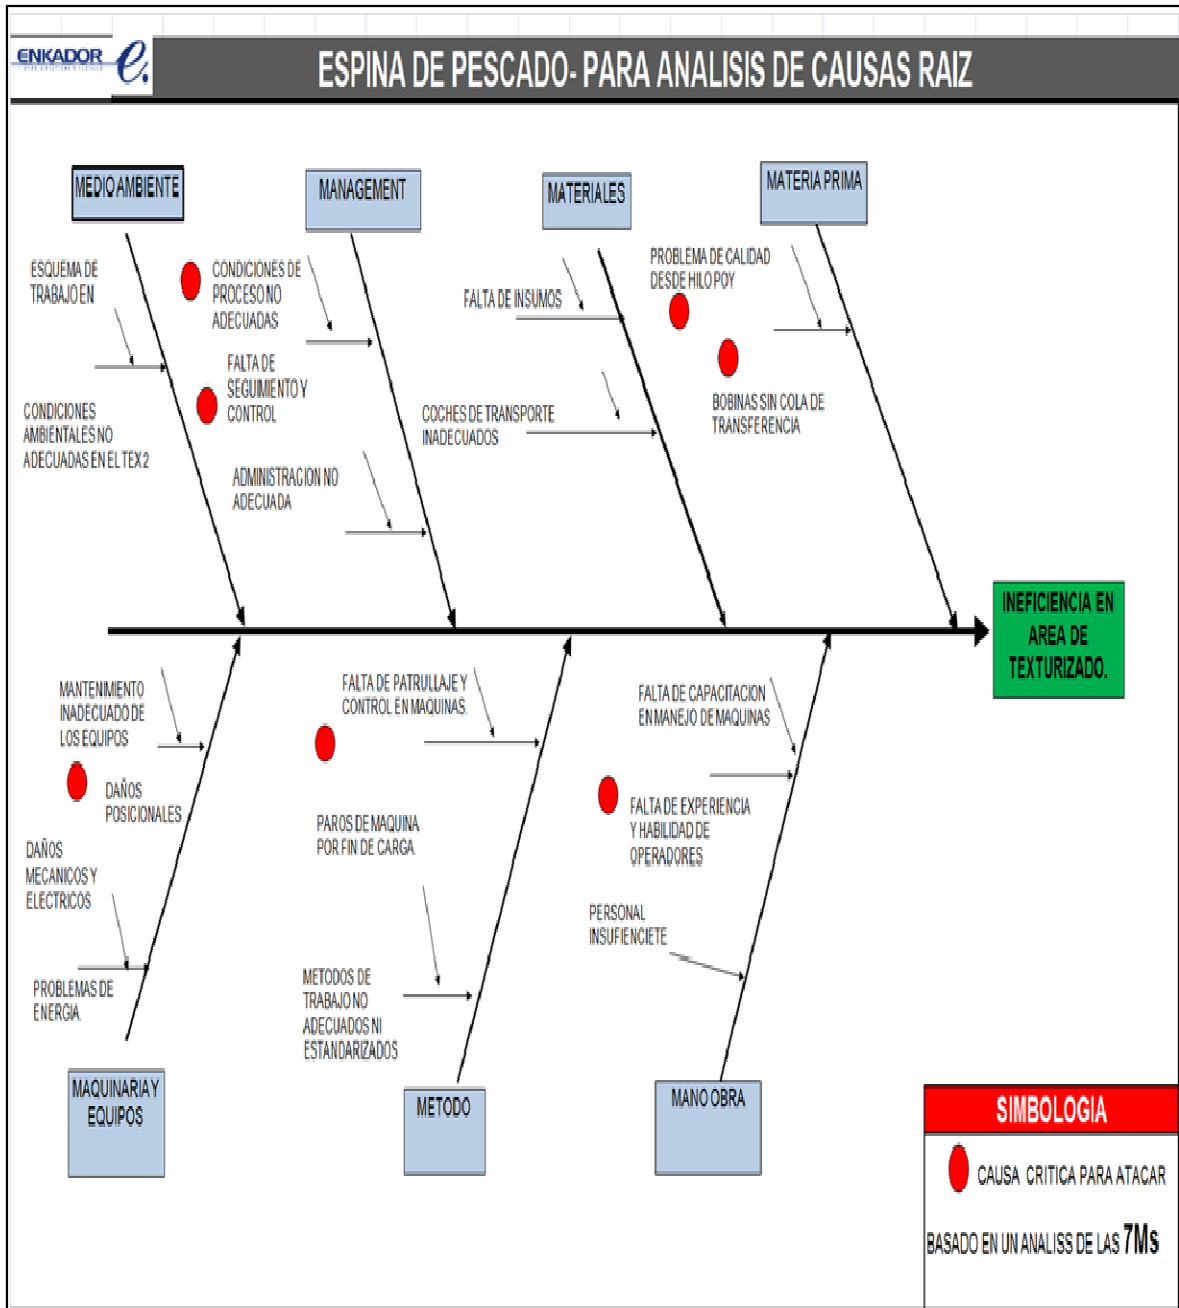 ENKADOR
e.
ESPINA DE PESCADO- PARA ANALISIS DE CAUSAS RAIZ
MEDIO AMBIENTE
MANAGEMENT
MATERIALES
MATERIA PRIMA
ESQUEMA DE
TRABAJO EN
CONDICIONES
AMBIENTALES NO
ADECUADAS EN EL TEX 2
CONDICIONES DE
PROCESO NO
ADECUADAS
FALTA DE
SEGUIMIENTO Y
CONTROL
ADMINISTRACION NO
ADECUADA
FALTA DE INSUMOS
COCHES DE TRANSPORTE
INADECUADOS
PROBLEMA DE CALIDAD
DESDE HILO POY
BOBINAS SIN COLA DE
TRANSFERENCIA
INEFICIENCIA EN
AREA DE
TEXTURIZADO.
MANTENIMIENTO
INADECUADO DE
LOS EQUIPOS
DAÑOS
POSICIONALES
DAÑOS
MECANICOS Y
ELECTRICOS
PROBLEMAS DE
ENERGIA.
FALTA DE PATRULLAJE Y
CONTROL EN MAQUINAS.
PAROS DE MAQUINA
POR FIN DE CARGA.
METODOS DE
TRABAJO NO
ADECUADOS NI
ESTANDARIZADOS
FALTA DE CAPACITACION
EN MANEJO DE MAQUINAS
FALTA DE EXPERIENCIA
Y HABILIDAD DE
OPERADORES
PERSONAL
INSUFIENCIETE
MAQUINARIA Y
EQUIPOS
METODO
MANO OBRA
SIMBOLOGIA
CAUSA CRITICA PARA ATACAR
BASADO EN UN ANALISS DE LAS 7Ms